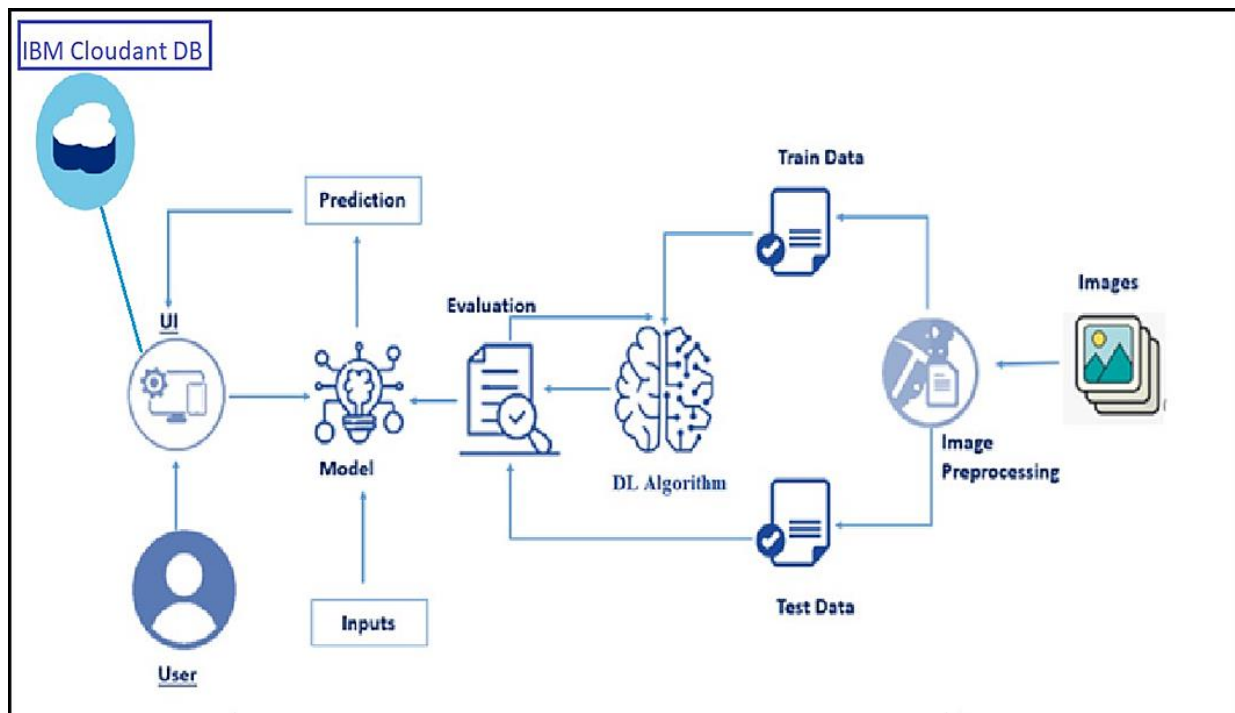 IBM Cloudant DB
Train Data
Prediction
Images
Evaluation
UI
Model
DL Algorithm
Image
Preprocessing
Inputs
Test Data
User